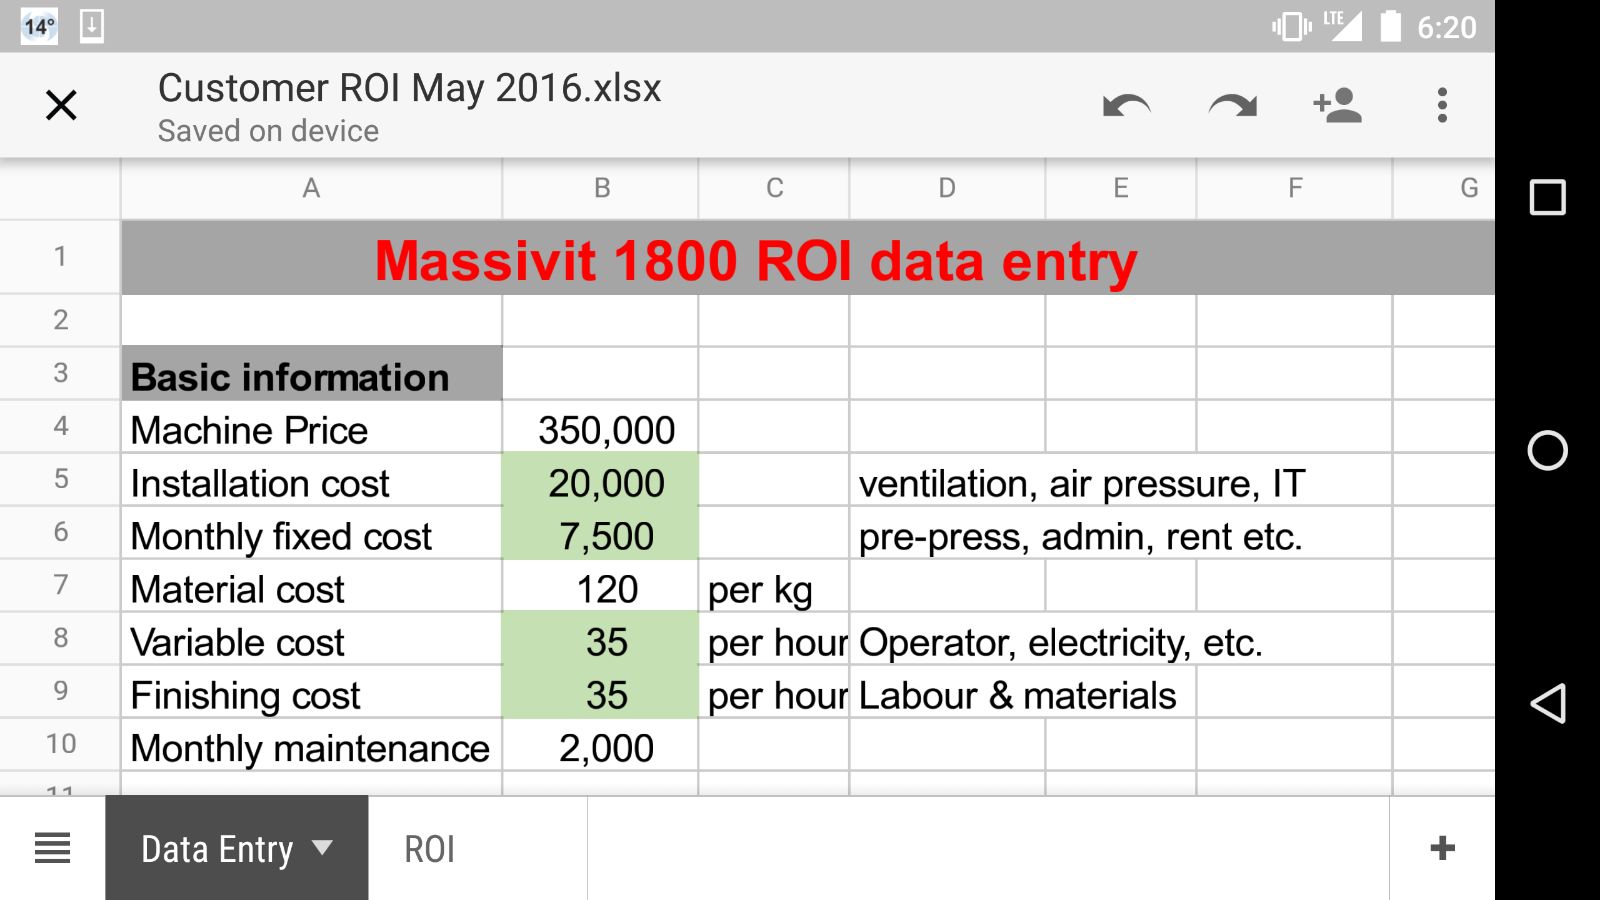 14° LTE 6:20
Customer ROI May 2016.xlsx
Saved on device
A B C D E F G
1 Massivit 1800 ROI data entry
2
3 Basic information
4 Machine Price 350,000
5 Installation cost 20,000 ventilation, air pressure, IT
6 Monthly fixed cost 7,500 pre-press, admin, rent etc.
7 Material cost 120 per kg
8 Variable cost 35 per hour Operator, electricity, etc.
9 Finishing cost 35 per hour Labour & materials
10 Monthly maintenance 2,000
11
Data Entry ROI +